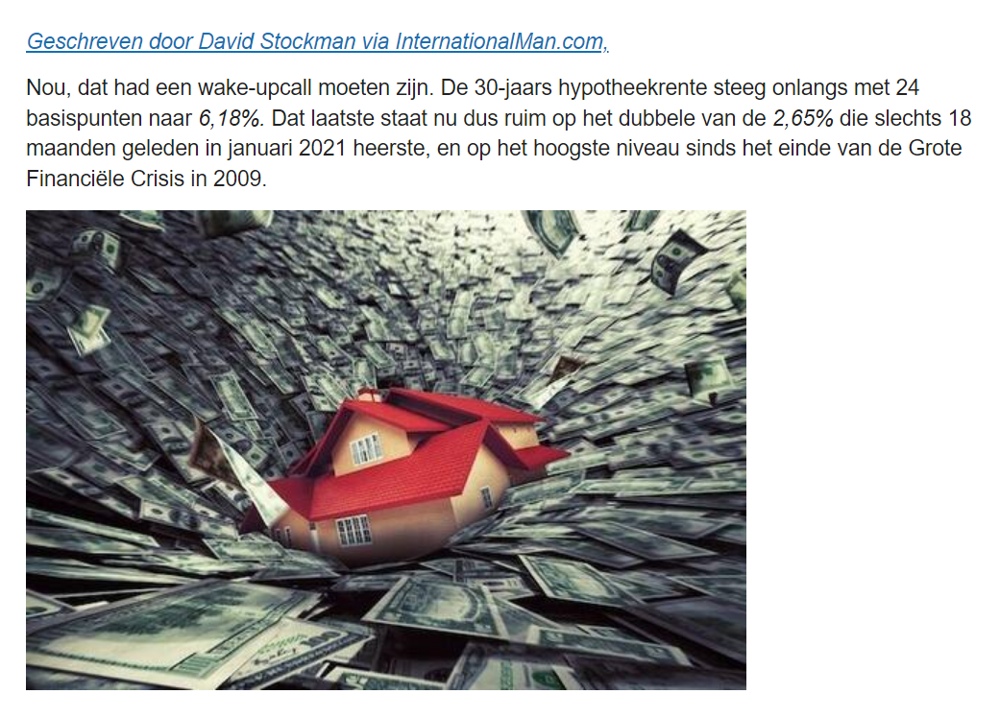 Geschreven door David Stockman via InternationalMan.com,
Nou, dat had een wake-upcall moeten zijn. De 30-jaars hypotheekrente steeg onlangs met 24
basispunten naar 6,18%. Dat laatste staat nu dus ruim op het dubbele van de 2,65% die slechts 18
maanden geleden in januari 2021 heerste, en op het hoogste niveau sinds het einde van de Grote
Financiële Crisis in 2009.